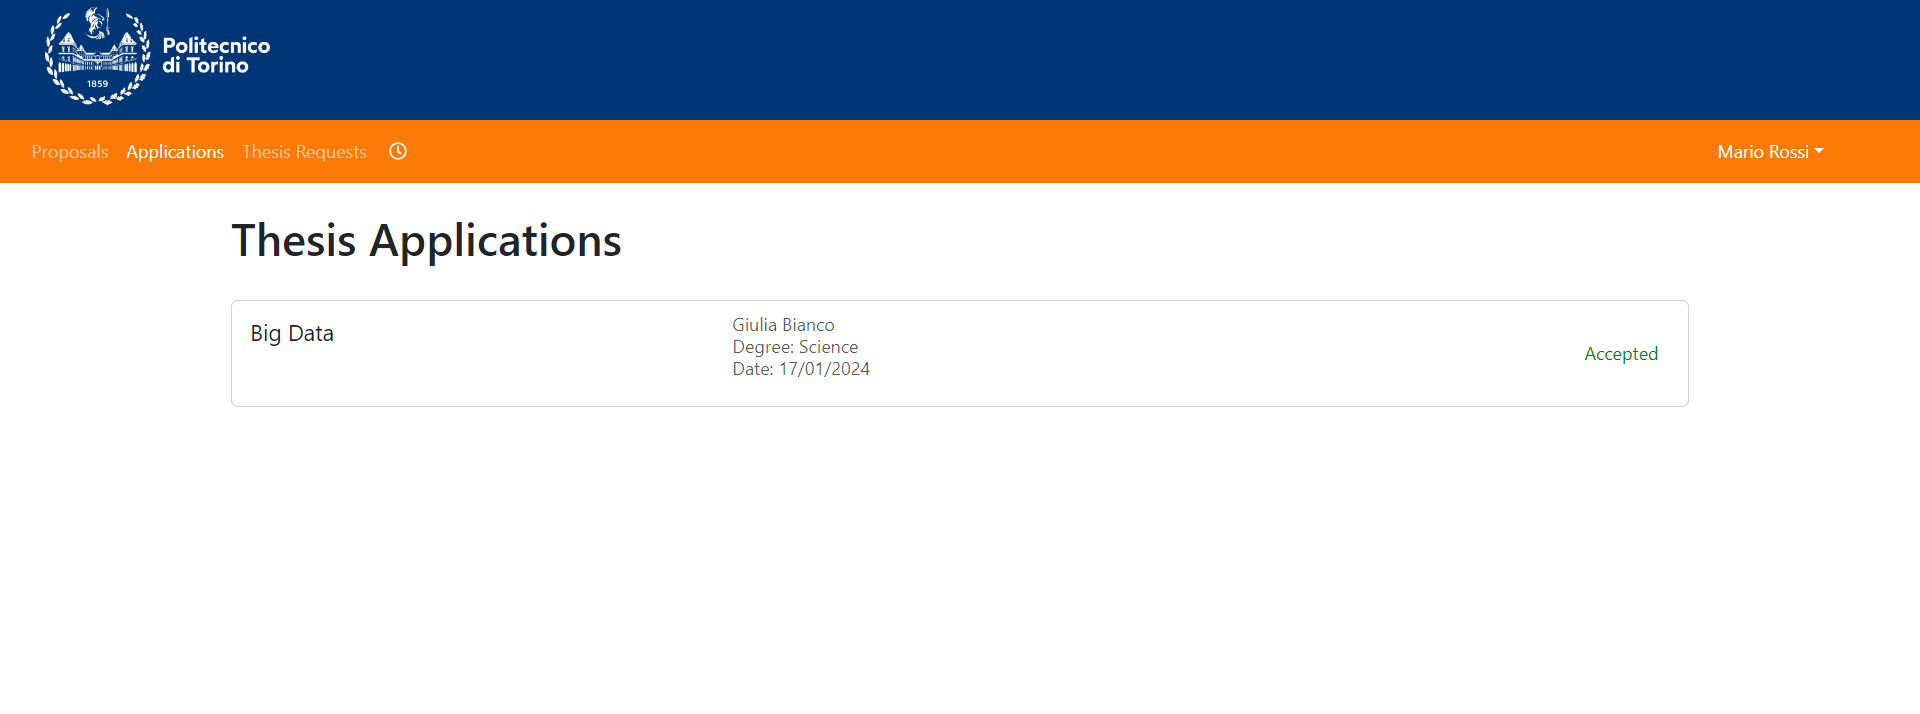 Politecnico
di Torino
1859
Proposals Applications Thesis Requests Mario Rossi
Thesis Applications
Big Data
Giulia Bianco
Degree: Science
Date: 17/01/2024
Accepted